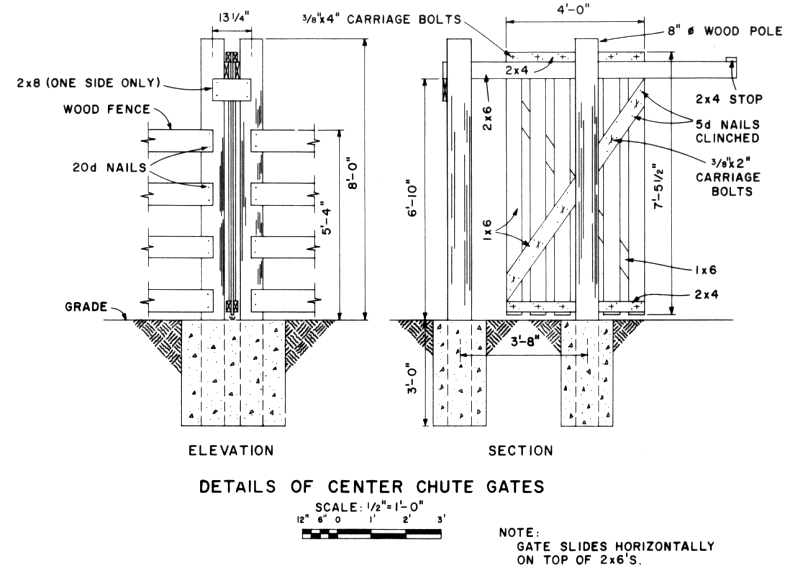 13 1/4"
3/8"x4" CARRIAGE BOLTS
4'-0"
8" ø WOOD POLE
2x8 (ONE SIDE ONLY)
WOOD FENCE
20d NAILS
2x4
2x6
2x4 STOP
5d NAILS
CLINCHED
3/8"x2"
CARRIAGE
BOLTS
5'-4"
8'-0"
6'-10"
7'-5 1/2"
1x6
1x6
2x4
GRADE
3'-8"
3'-0"
ELEVATION
SECTION
DETAILS OF CENTER CHUTE GATES
SCALE: 1/2"=1'-0"
12" 6" 0 1' 2' 3'
NOTE:
GATE SLIDES HORIZONTALLY
ON TOP OF 2x6'S.